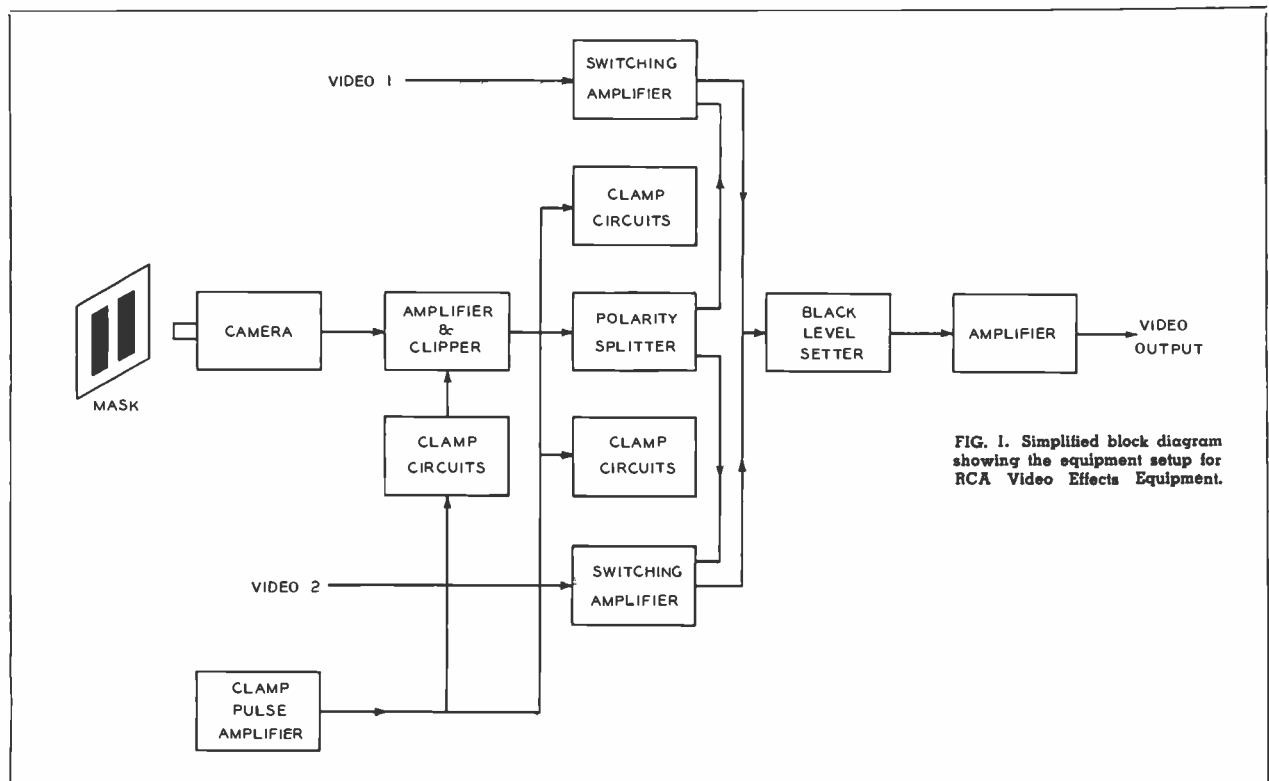 VIDEO 1
SWITCHING
AMPLIFIER
CLAMP
CIRCUITS
MASK
CAMERA
AMPLIFIER
&
CLIPPER
POLARITY
SPLITTER
BLACK
LEVEL
SETTER
AMPLIFIER
VIDEO
OUTPUT
CLAMP
CIRCUITS
CLAMP
CIRCUITS
FIG. 1. Simplified block diagram
showing the equipment setup for
RCA Video Effects Equipment.
VIDEO 2
SWITCHING
AMPLIFIER
CLAMP
PULSE
AMPLIFIER